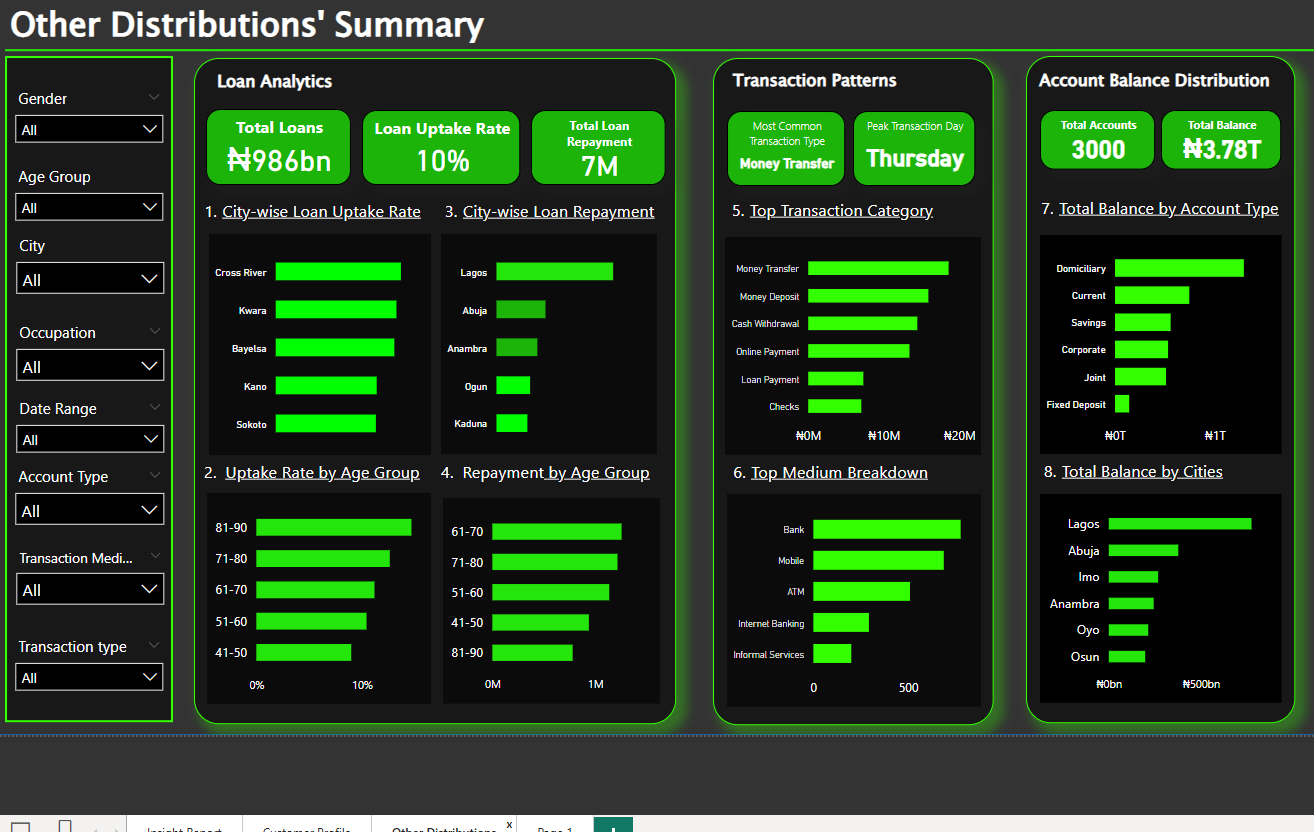 Other Distributions' Summary
Gender
All
Age Group
All
City
All
Occupation
All
Date Range
All
Account Type
All
Transaction Medi...
All
Transaction type
All
Loan Analytics
Total Loans
₦986bn
Loan Uptake Rate
10%
Total Loan
Repayment
7M
1. City-wise Loan Uptake Rate
Cross River
Kwara
Bayelsa
Kano
Sokoto
3. City-wise Loan Repayment
Lagos
Abuja
Anambra
Ogun
Kaduna
2. Uptake Rate by Age Group
81-90
71-80
61-70
51-60
41-50
0% 10%
4. Repayment by Age Group
61-70
71-80
51-60
41-50
81-90
0M 1M
Transaction Patterns
Most Common
Transaction Type
Money Transfer
Peak Transaction Day
Thursday
5. Top Transaction Category
Money Transfer
Money Deposit
Cash Withdrawal
Online Payment
Loan Payment
Checks
₦0M ₦10M ₦20M
6. Top Medium Breakdown
Bank
Mobile
ATM
Internet Banking
Informal Services
0 500
Account Balance Distribution
Total Accounts
3000
Total Balance
₦3.78T
7. Total Balance by Account Type
Domiciliary
Current
Savings
Corporate
Joint
Fixed Deposit
₦0T ₦1T
8. Total Balance by Cities
Lagos
Abuja
Imo
Anambra
Oyo
Osun
₦0bn ₦500bn
Insight Report Customer Profile Other Distributions x Page 1